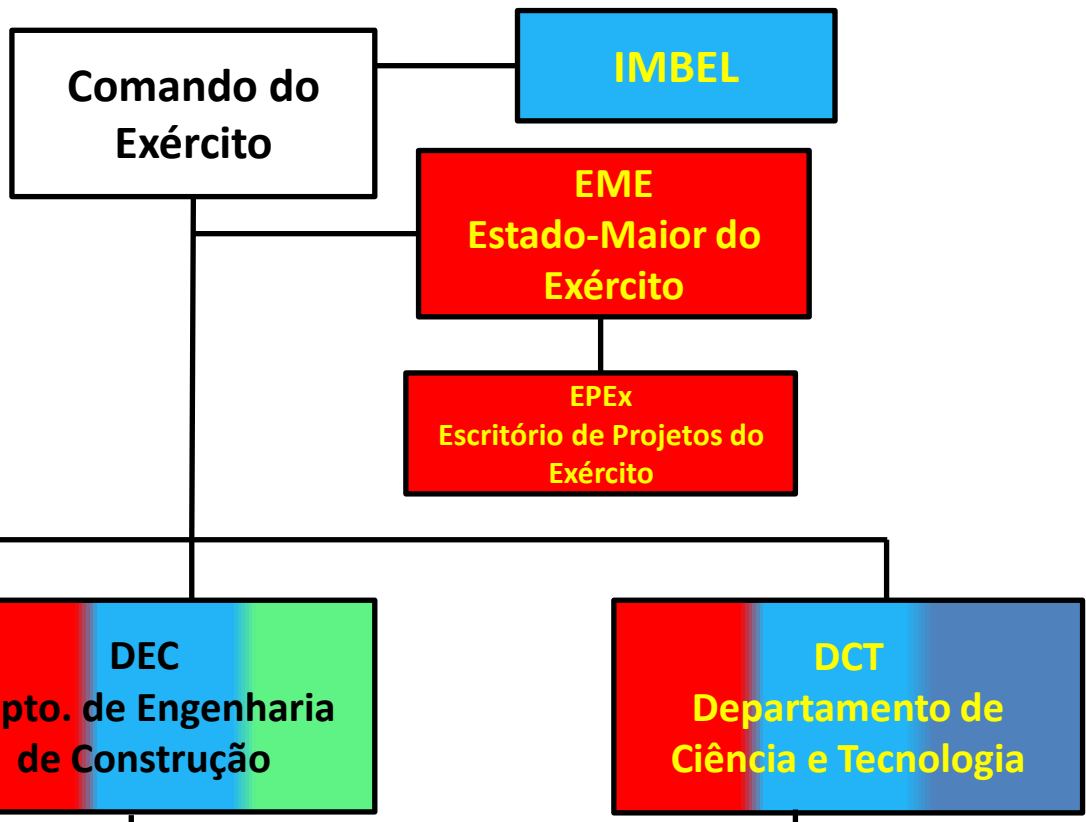 Comando do
Exército
IMBEL
EME
Estado-Maior do
Exército
EPEx
Escritório de Projetos do
Exército
DEC
pto. de Engenharia
de Construção
DCT
Departamento de
Ciência e Tecnologia